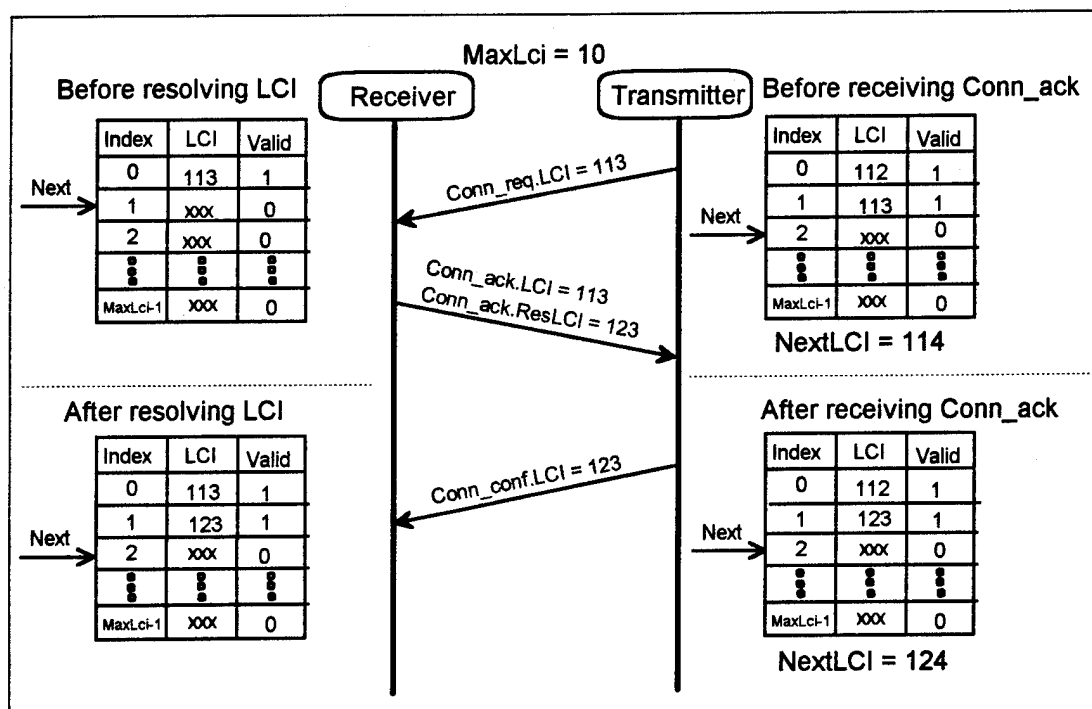 MaxLci = 10
Before resolving LCI
Receiver
Transmitter
Before receiving Conn_ack
Index LCI Valid
0 113 1
Next
1 xxx 0
2 xxx 0
MaxLci-1 xxx 0
Conn_req.LCI = 113
Conn_ack.LCI = 113
Conn_ack.ResLCI = 123
Index LCI Valid
0 112 1
1 113 1
Next
2 xxx 0
MaxLci-1 xxx 0
NextLCI = 114
After resolving LCI
Index LCI Valid
0 113 1
1 123 1
Next
2 xxx 0
MaxLci-1 xxx 0
Conn_conf.LCI = 123
After receiving Conn_ack
Index LCI Valid
0 112 1
1 123 1
Next
2 xxx 0
MaxLci-1 xxx 0
NextLCI = 124